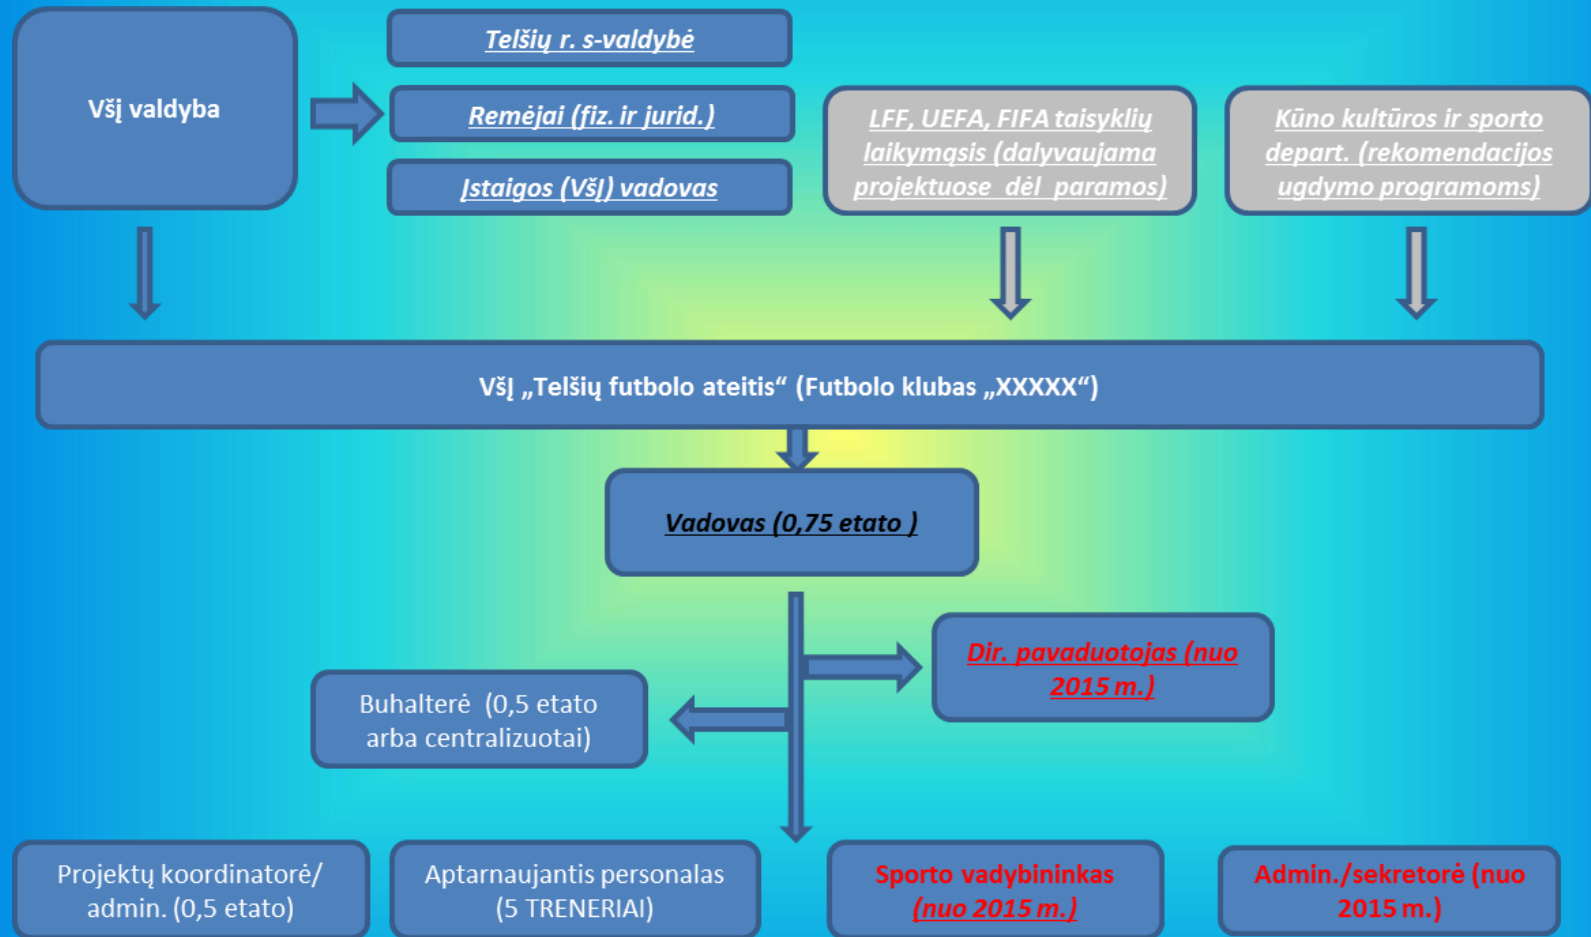 VšĮ valdyba
Telšių r. s-valdybė
Remėjai (fiz. ir jurid.)
Įstaigos (VšĮ) vadovas
LFF, UEFA, FIFA taisyklių
laikymąsis (dalyvaujama
projektuose dėl paramos)
Kūno kultūros ir sporto
depart. (rekomendacijos
ugdymo programoms)
VšĮ „Telšių futbolo ateitis“ (Futbolo klubas „XXXXX“)
Vadovas (0,75 etato )
Dir. pavaduotojas (nuo
2015 m.)
Buhalterė (0,5 etato
arba centralizuotai)
Projektų koordinatorė/
admin. (0,5 etato)
Aptarnaujantis personalas
(5 TRENERIAI)
Sporto vadybininkas
(nuo 2015 m.)
Admin./sekretorė (nuo
2015 m.)